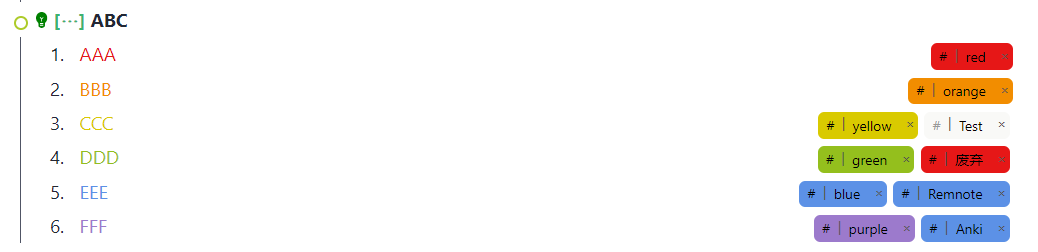 [···] ABC
1. AAA # | red ×
2. BBB # | orange ×
3. CCC # | yellow × # | Test ×
4. DDD # | green × # | 废弃 ×
5. EEE # | blue × # | Remnote ×
6. FFF # | purple × # | Anki ×